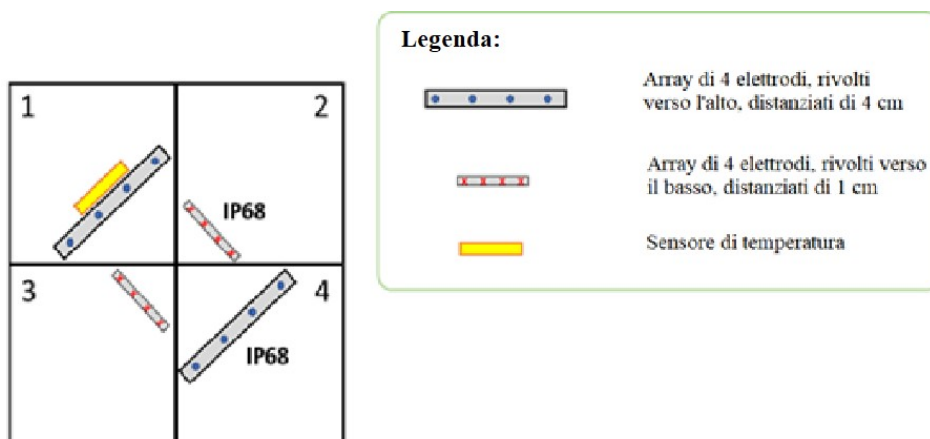 Legenda:
Array di 4 elettrodi, rivolti
verso l'alto, distanziati di 4 cm
Array di 4 elettrodi, rivolti verso
il basso, distanziati di 1 cm
Sensore di temperatura
1
2
IP68
3
4
IP68